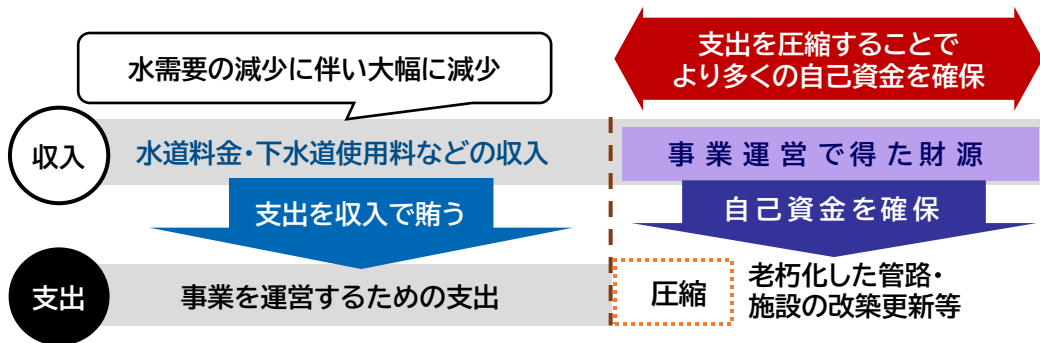 水需要の減少に伴い大幅に減少
支出を圧縮することで
より多くの自己資金を確保
収入
水道料金・下水道使用料などの収入
事業運営で得た財源
支出を収入で賄う
自己資金を確保
支出
事業を運営するための支出
圧縮
老朽化した管路・
施設の改築更新等